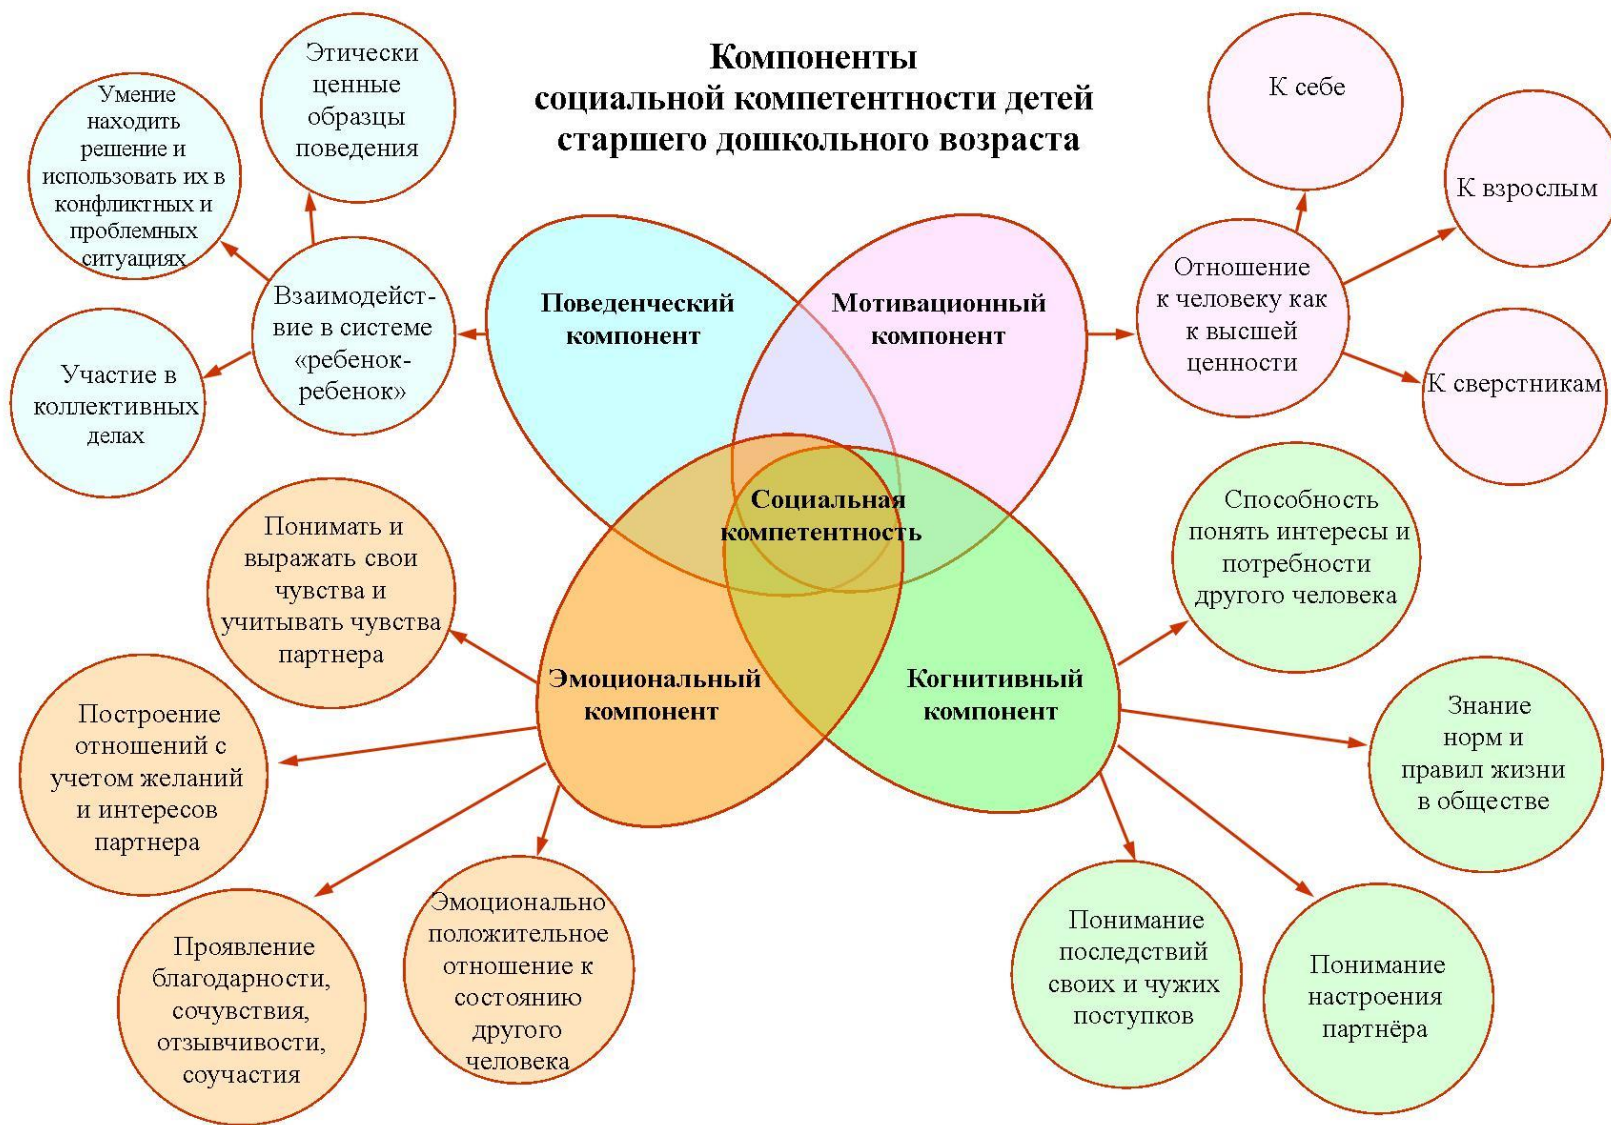 Компоненты
социальной компетентности детей
старшего дошкольного возраста
Этически
ценные
образцы
поведения
Умение
находить
решение и
использовать их в
конфликтных и
проблемных
ситуациях
Взаимодейст-
вие в системе
«ребенок-
ребенок»
Участие в
коллективных
делах
Поведенческий
компонент
Мотивационный
компонент
Отношение
к человеку как
к высшей
ценности
К себе
К взрослым
К сверстникам
Социальная
компетентность
Эмоциональный
компонент
Когнитивный
компонент
Понимать и
выражать свои
чувства и
учитывать чувства
партнера
Построение
отношений с
учетом желаний
и интересов
партнера
Проявление
благодарности,
сочувствия,
отзывчивости,
соучастия
Эмоционально
положительное
отношение к
состоянию
другого
человека
Способность
понять интересы и
потребности
другого человека
Знание
норм и
правил жизни
в обществе
Понимание
последствий
своих и чужих
поступков
Понимание
настроения
партнёра